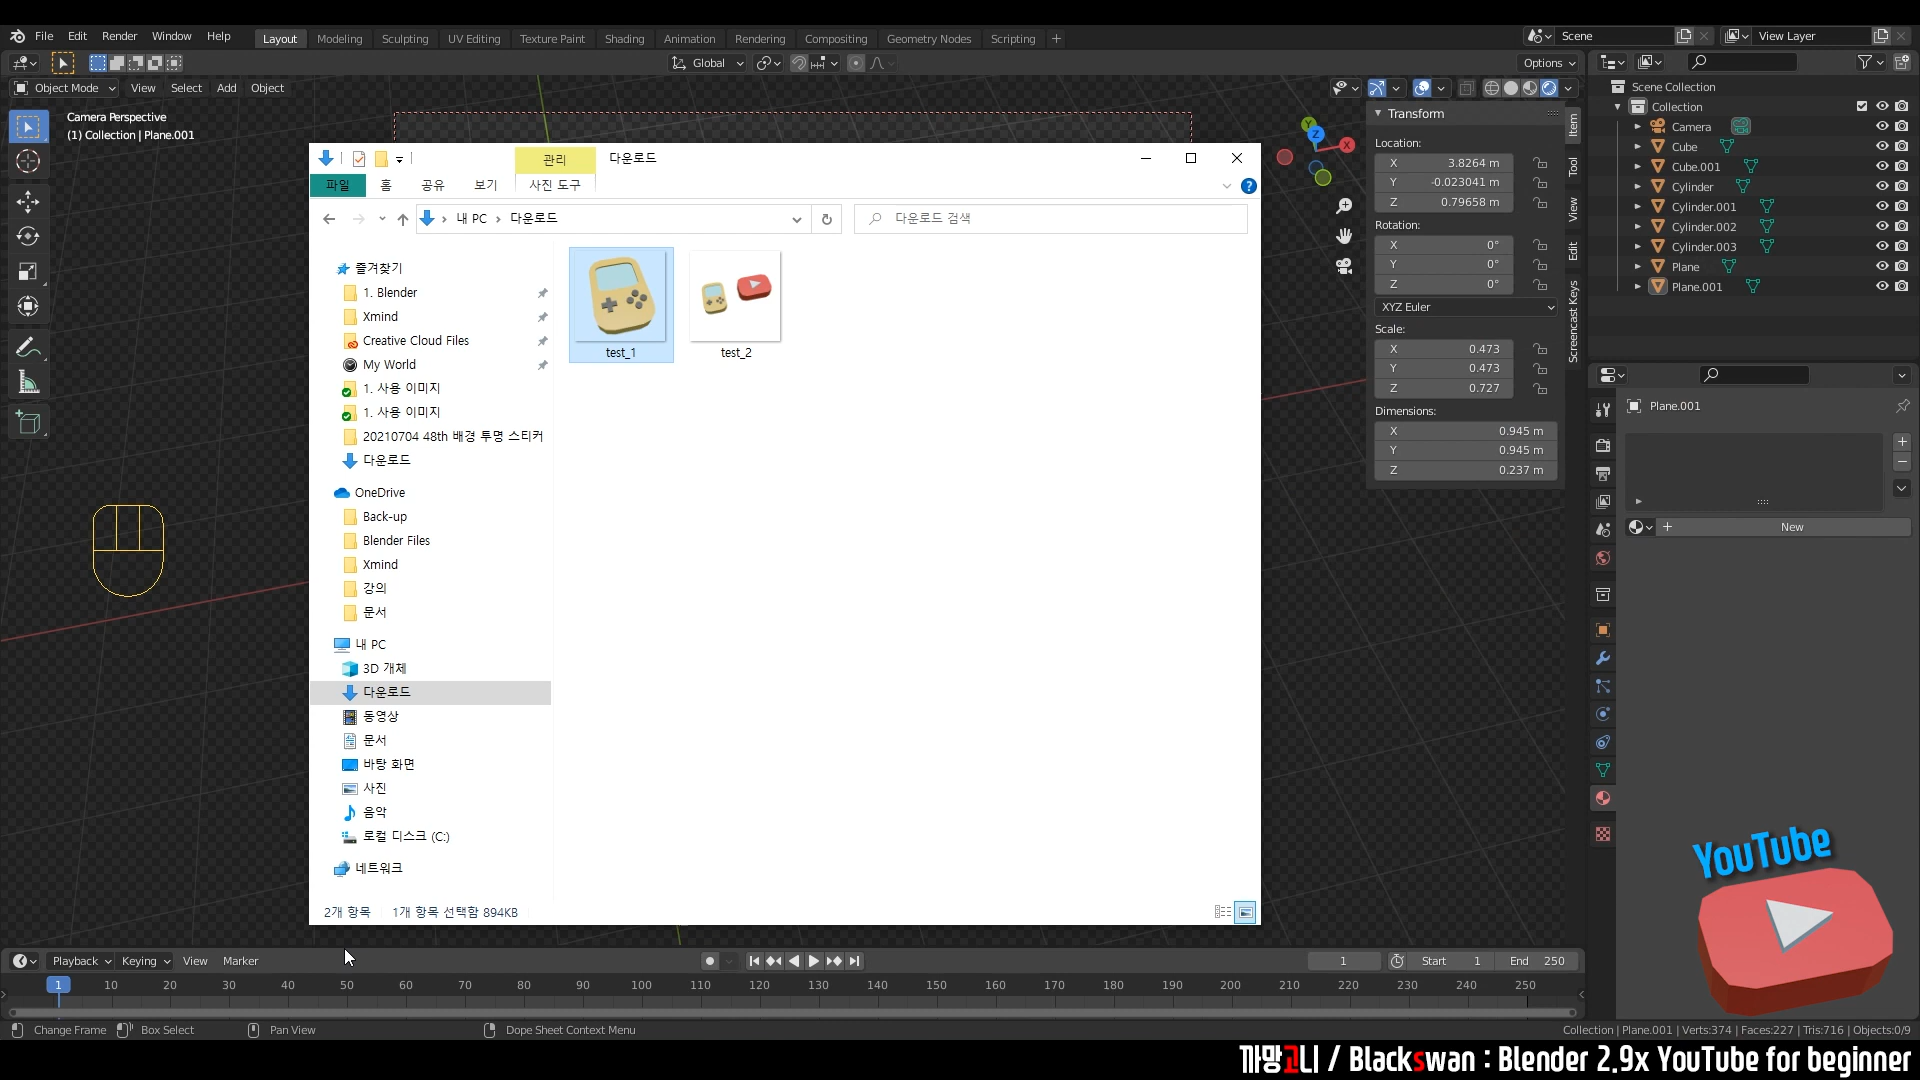 File Edit Render Window Help
Layout Modeling Sculpting UV Editing Texture Paint Shading Animation Rendering Compositing Geometry Nodes Scripting +
Scene
View Layer
Global
Options
Object Mode View Select Add Object
Camera Perspective
(1) Collection | Plane.001
관리 다운로드
파일 홈 공유 보기 사진 도구
내 PC › 다운로드
다운로드 검색
즐겨찾기
1. Blender
Xmind
Creative Cloud Files
My World
1. 사용 이미지
1. 사용 이미지
20210704 48th 배경 투명 스티커
다운로드
OneDrive
Back-up
Blender Files
Xmind
강의
문서
내 PC
3D 개체
다운로드
동영상
문서
바탕 화면
사진
음악
로컬 디스크 (C:)
네트워크
test_1
test_2
2개 항목 1개 항목 선택함 894KB
Y
Z
X
Transform
Location:
X 3.8264 m
Y -0.023041 m
Z 0.79658 m
Rotation:
X 0°
Y 0°
Z 0°
XYZ Euler
Scale:
X 0.473
Y 0.473
Z 0.727
Dimensions:
X 0.945 m
Y 0.945 m
Z 0.237 m
Item
Tool
View
Edit
Screencast Keys
Scene Collection
Collection
Camera
Cube
Cube.001
Cylinder
Cylinder.001
Cylinder.002
Cylinder.003
Plane
Plane.001
Plane.001
+ New
YouTube
Playback Keying View Marker
1 Start 1 End 250
1 10 20 30 40 50 60 70 80 90 100 110 120 130 140 150 160 170 180 190 200 210 220 230 240 250
Change Frame Box Select Pan View Dope Sheet Context Menu
Collection | Plane.001 | Verts:374 | Faces:227 | Tris:716 | Objects:0/9
까망고니 / Blackswan : Blender 2.9x YouTube for beginner